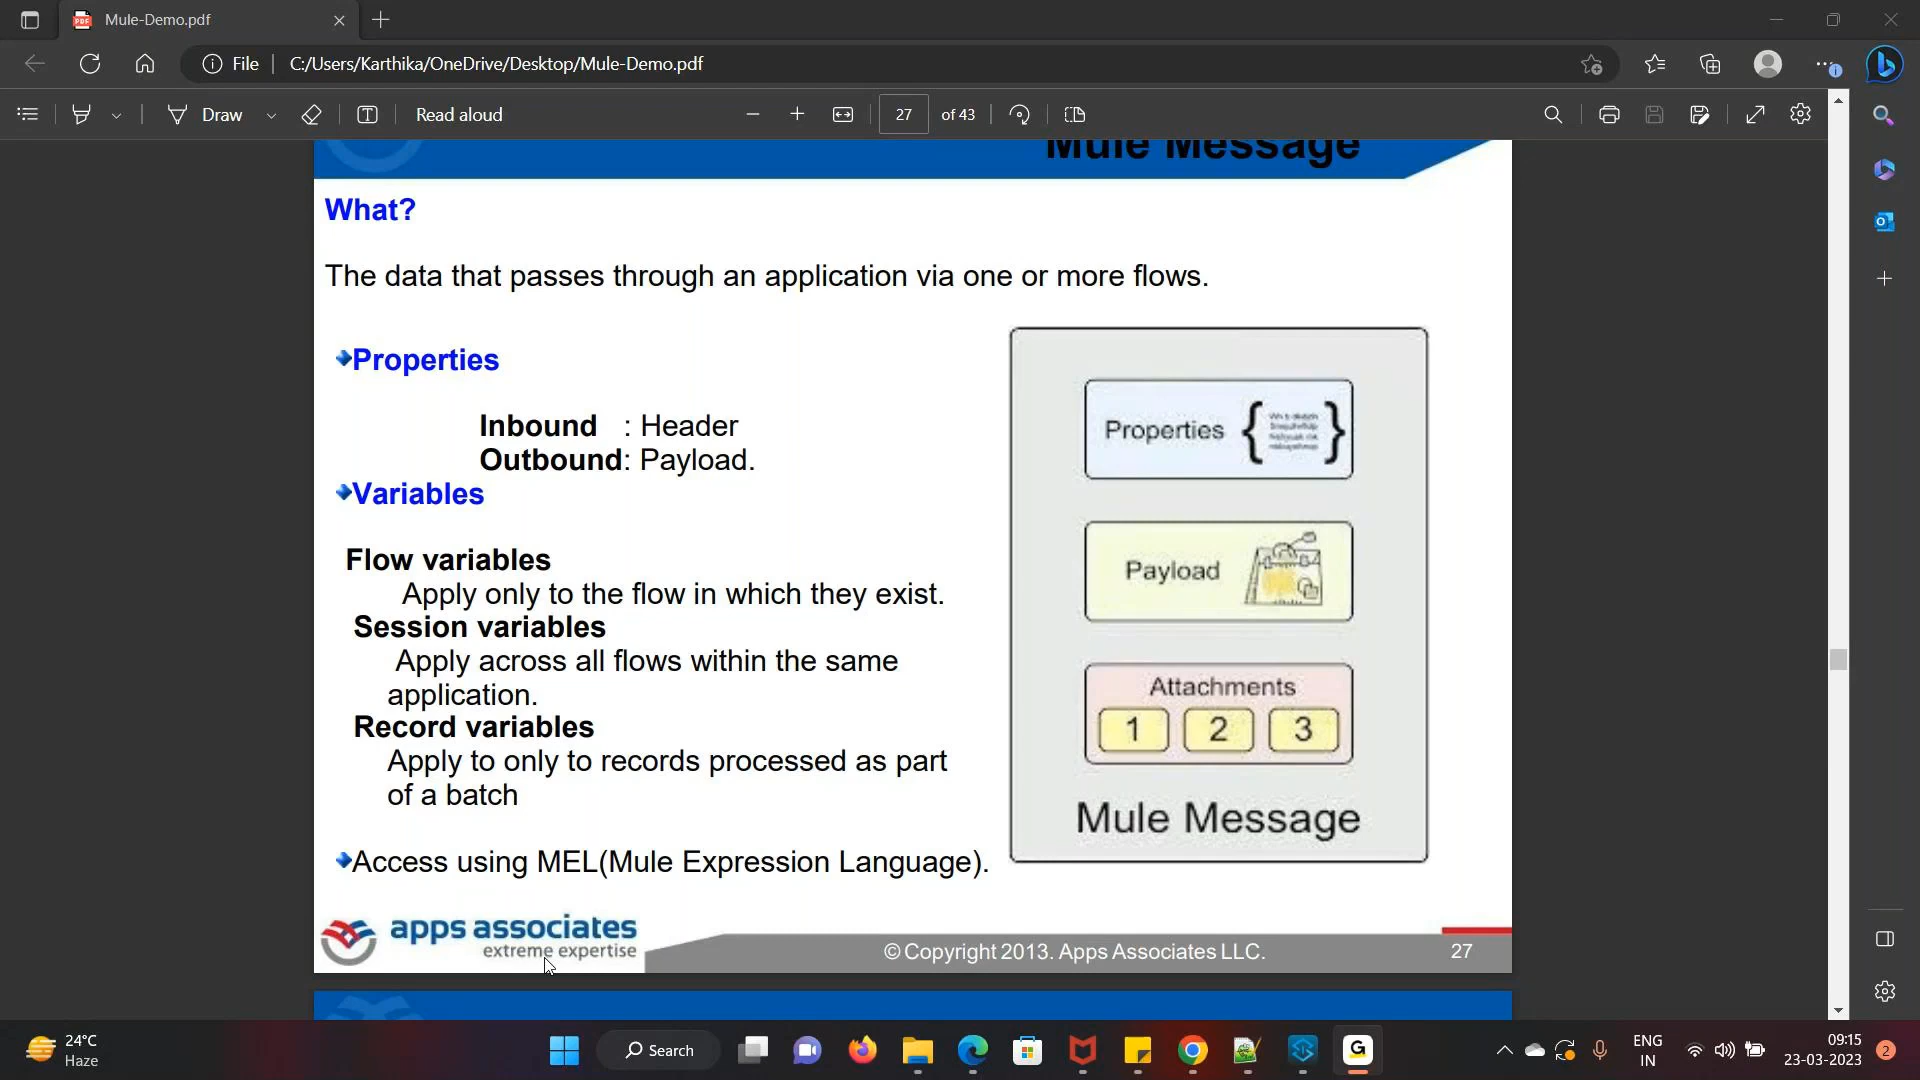 Mule-Demo.pdf
File
C:/Users/Karthika/OneDrive/Desktop/Mule-Demo.pdf
Draw
Read aloud
27
of 43
Mule Message
What?
The data that passes through an application via one or more flows.
Properties
Inbound : Header
Outbound: Payload.
Variables
Flow variables
Apply only to the flow in which they exist.
Session variables
Apply across all flows within the same
application.
Record variables
Apply to only to records processed as part
of a batch
Access using MEL(Mule Expression Language).
Properties
Payload
Attachments
1 2 3
Mule Message
apps associates
extreme expertise
© Copyright 2013. Apps Associates LLC.
27
24°C
Haze
Search
ENG
IN
09:15
23-03-2023
2